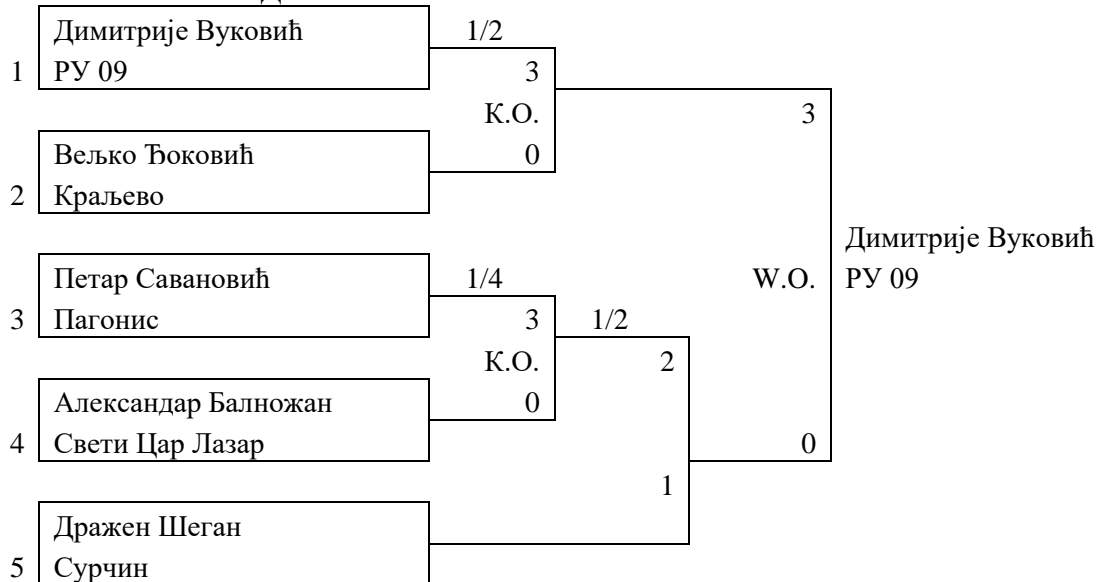 Димитрије Вуковић
1/2
1
РУ 09
3
К.О.
3
Вељко Ђоковић
0
2
Краљево
Димитрије Вуковић
Петар Савановић
1/4
W.O.
РУ 09
3
Пагонис
3
1/2
К.О.
2
Александар Балножан
0
4
Свети Цар Лазар
0
1
Дражен Шеган
5
Сурчин